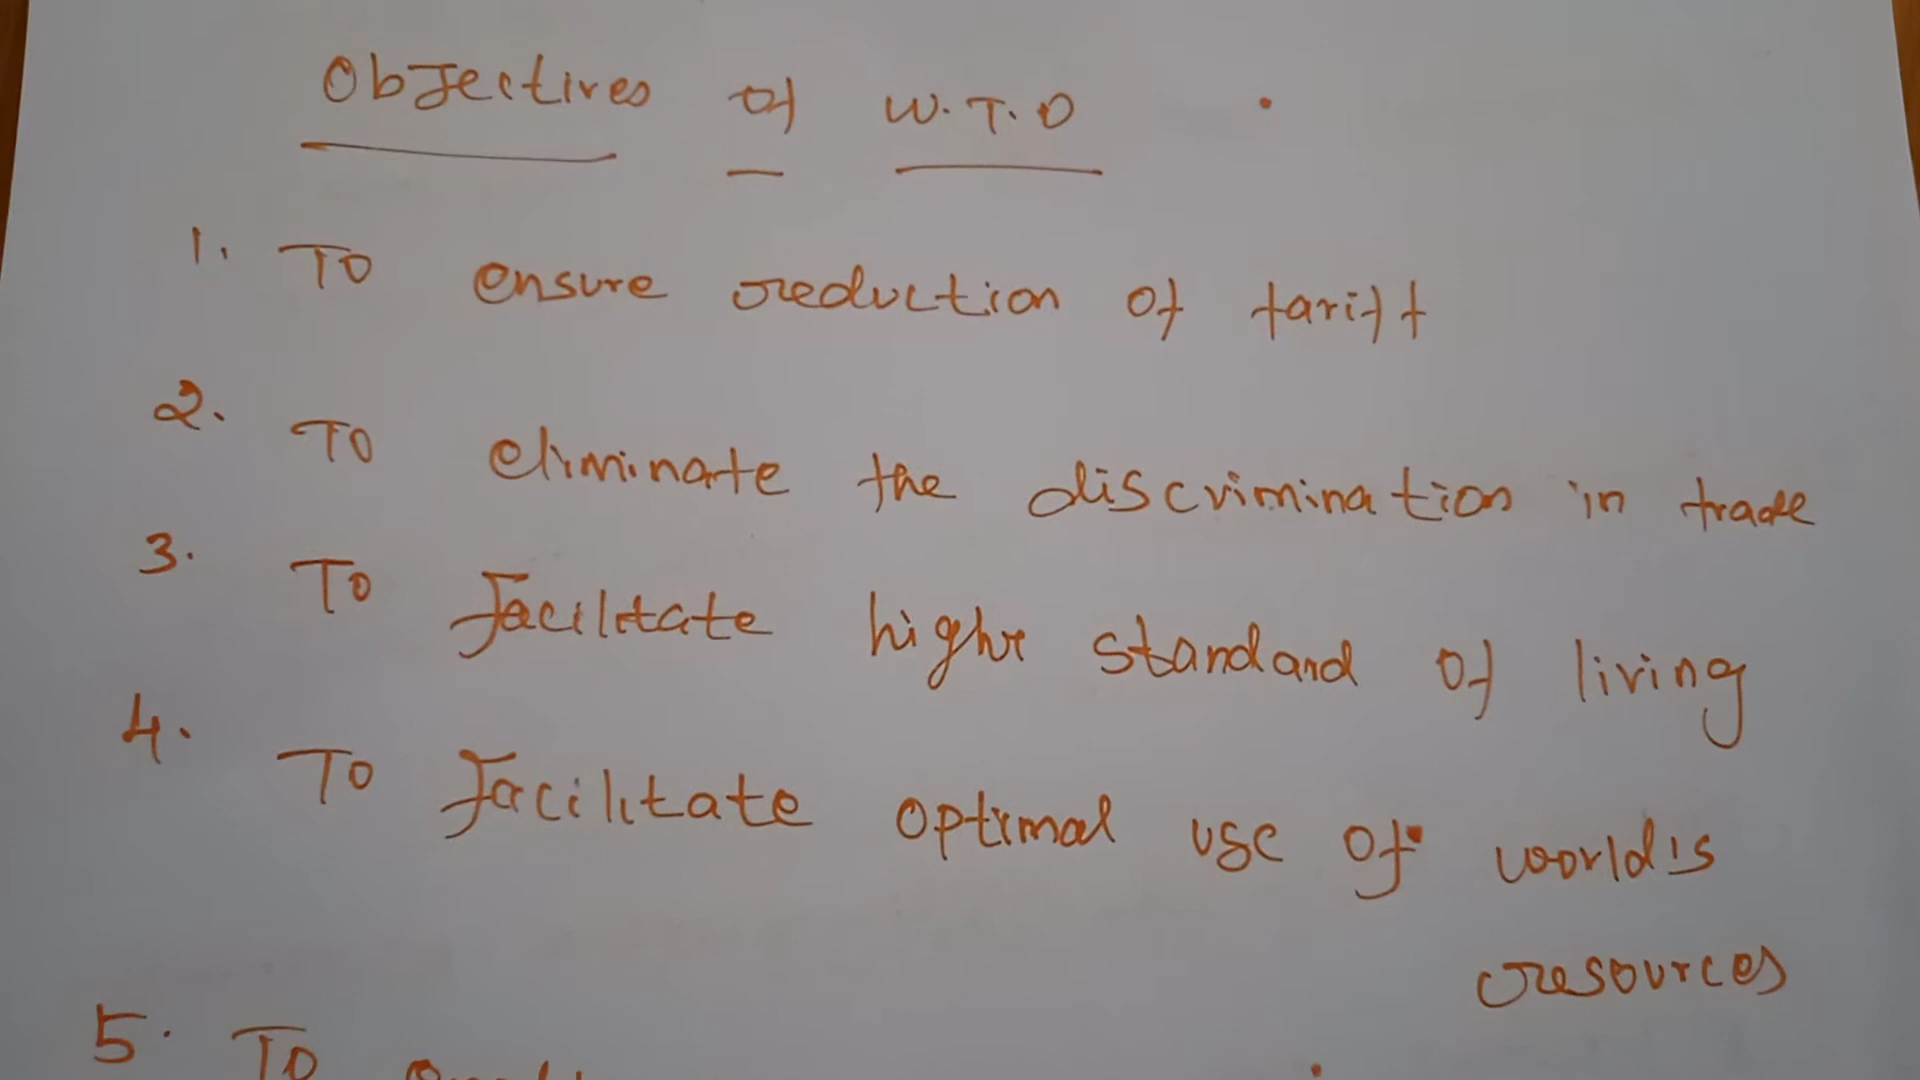 Objectives of W.T.O
1. To ensure reduction of tariff
2. To eliminate the discrimination in trade
3. To facilitate highr standard of living
4. To facilitate optimal use of world's
resources
5. To